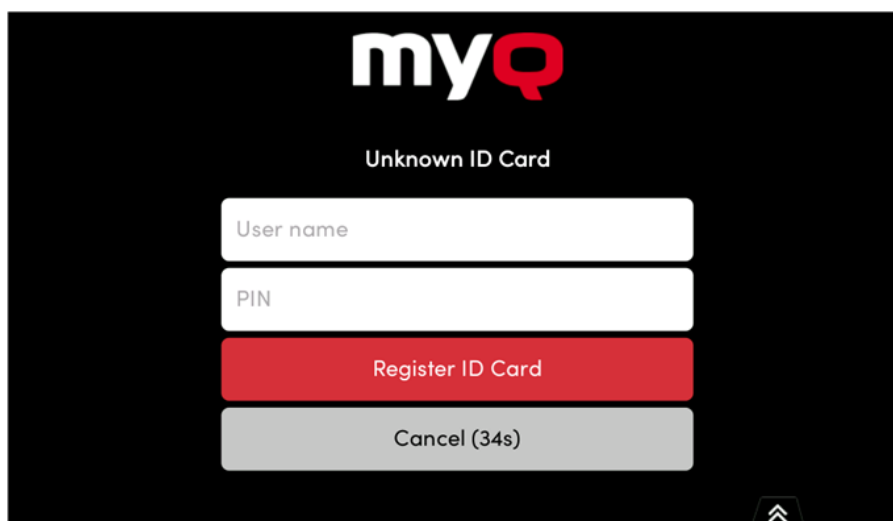 myQ
Unknown ID Card
User name
PIN
Register ID Card
Cancel (34s)